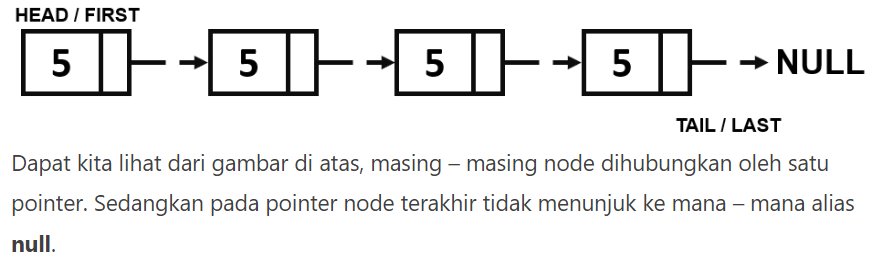 HEAD / FIRST
5 5 5 5 NULL
TAIL / LAST
Dapat kita lihat dari gambar di atas, masing – masing node dihubungkan oleh satu
pointer. Sedangkan pada pointer node terakhir tidak menunjuk ke mana – mana alias
null.